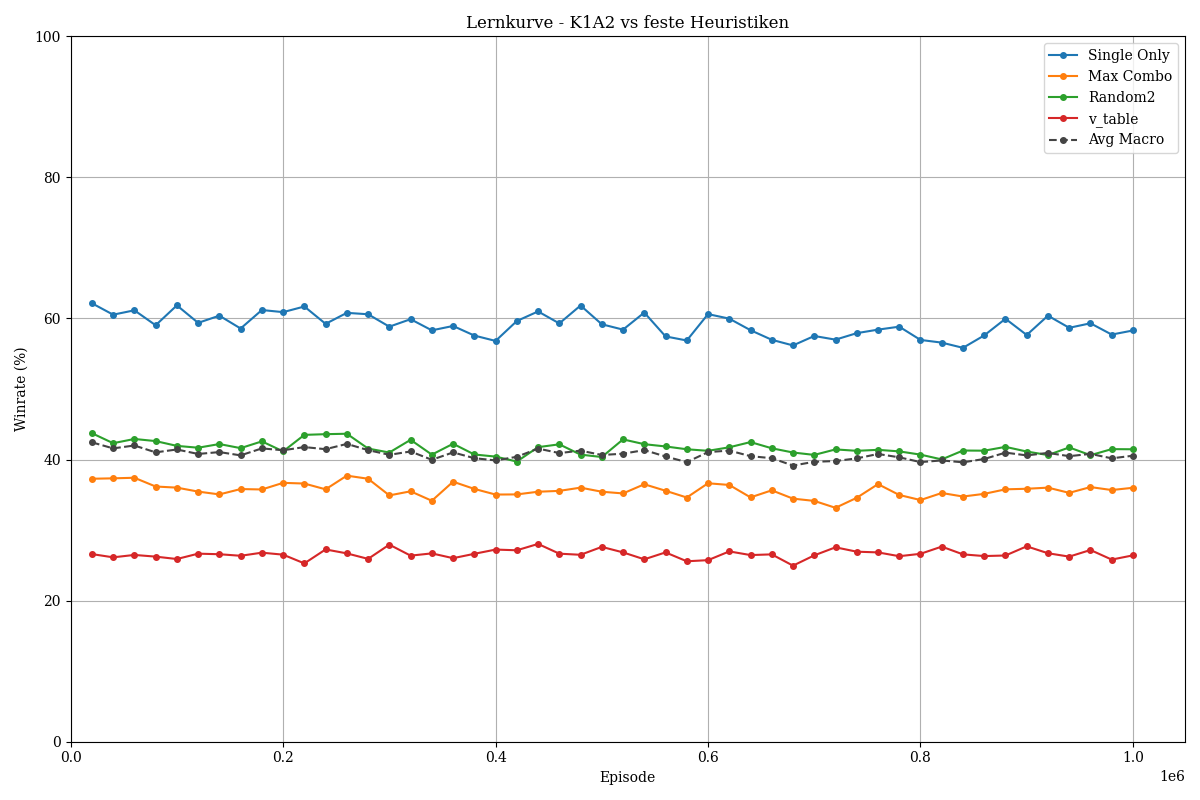 Lernkurve - K1A2 vs feste Heuristiken
Winrate (%)
100
80
60
40
20
0
Single Only
Max Combo
Random2
v_table
Avg Macro
0.0 0.2 0.4 0.6 0.8 1.0
1e6
Episode